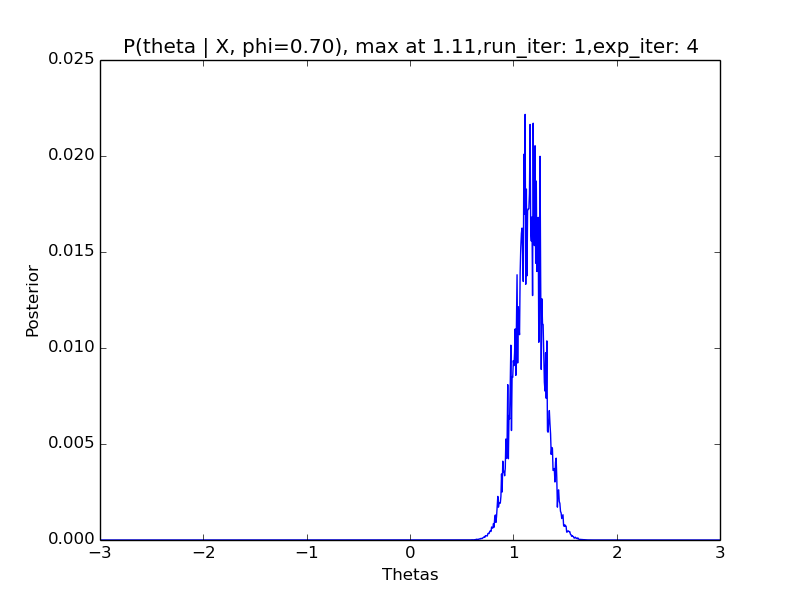 P(theta | X, phi=0.70), max at 1.11,run_iter: 1,exp_iter: 4
0.025
0.020
0.015
0.010
0.005
0.000
Posterior
−3 −2 −1 0 1 2 3
Thetas